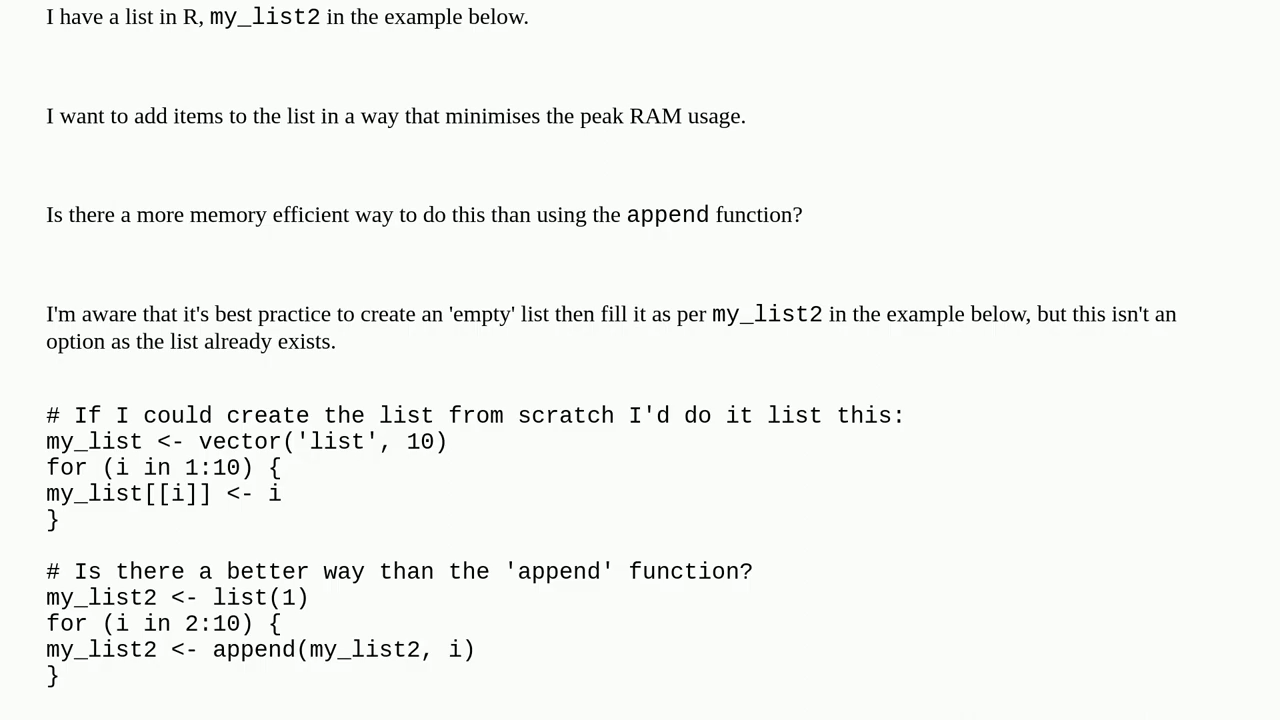 I have a list in R, my_list2 in the example below.
I want to add items to the list in a way that minimises the peak RAM usage.
Is there a more memory efficient way to do this than using the append function?
I'm aware that it's best practice to create an 'empty' list then fill it as per my_list2 in the example below, but this isn't an
option as the list already exists.
# If I could create the list from scratch I'd do it list this:
my_list <- vector('list', 10)
for (i in 1:10) {
my_list[[i]] <- i
}
# Is there a better way than the 'append' function?
my_list2 <- list(1)
for (i in 2:10) {
my_list2 <- append(my_list2, i)
}